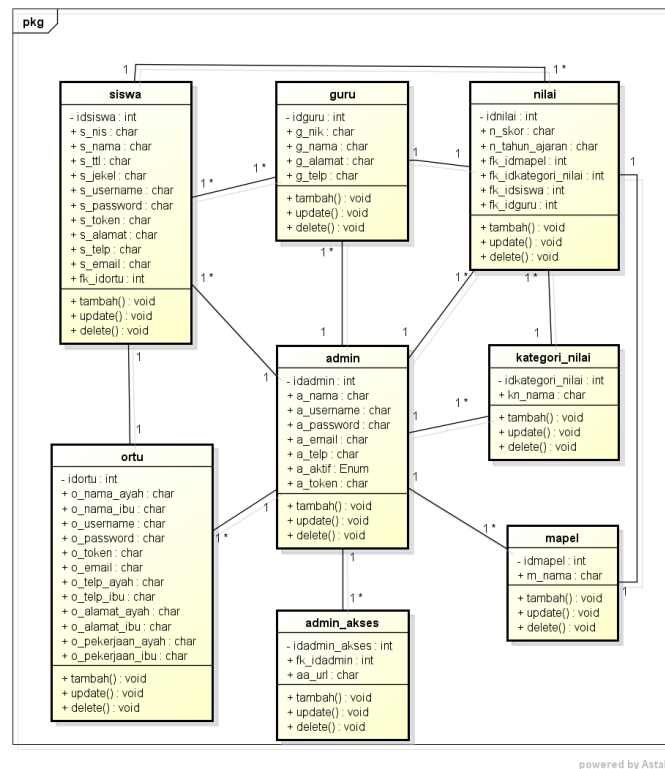 pkg
1
1 *
siswa
- idsiswa : int
+ s_nis : char
+ s_nama : char
+ s_ttl : char
+ s_jekel : char
+ s_username : char
+ s_password : char
+ s_token : char
+ s_alamat : char
+ s_telp : char
+ s_email : char
+ fk_idortu : int
+ tambah() : void
+ update() : void
+ delete() : void
guru
- idguru : int
+ g_nik : char
+ g_nama : char
+ g_alamat : char
+ g_telp : char
+ tambah() : void
+ update() : void
+ delete() : void
nilai
- idnilai : int
+ n_skor : char
+ n_tahun_ajaran : char
+ fk_idmapel : int
+ fk_idkategori_nilai : int
+ fk_idsiswa : int
+ fk_idguru : int
+ tambah() : void
+ update() : void
+ delete() : void
1 *
1 *
1
1
1
1 *
1 *
1 *
1 *
1
1
1
1
admin
- idadmin : int
+ a_nama : char
+ a_username : char
+ a_password : char
+ a_email : char
+ a_telp : char
+ a_aktif : Enum
+ a_token : char
+ tambah() : void
+ update() : void
+ delete() : void
kategori_nilai
- idkategori_nilai : int
+ kn_nama : char
+ tambah() : void
+ update() : void
+ delete() : void
1
1 *
1
1
1
ortu
- idortu : int
+ o_nama_ayah : char
+ o_nama_ibu : char
+ o_username : char
+ o_password : char
+ o_token : char
+ o_email : char
+ o_telp_ayah : char
+ o_telp_ibu : char
+ o_alamat_ayah : char
+ o_alamat_ibu : char
+ o_pekerjaan_ayah : char
+ o_pekerjaan_ibu : char
+ tambah() : void
+ update() : void
+ delete() : void
1
1 *
1 *
mapel
- idmapel : int
+ m_nama : char
+ tambah() : void
+ update() : void
+ delete() : void
1
1
1 *
admin_akses
- idadmin_akses : int
+ fk_idadmin : int
+ aa_url : char
+ tambah() : void
+ update() : void
+ delete() : void
powered by